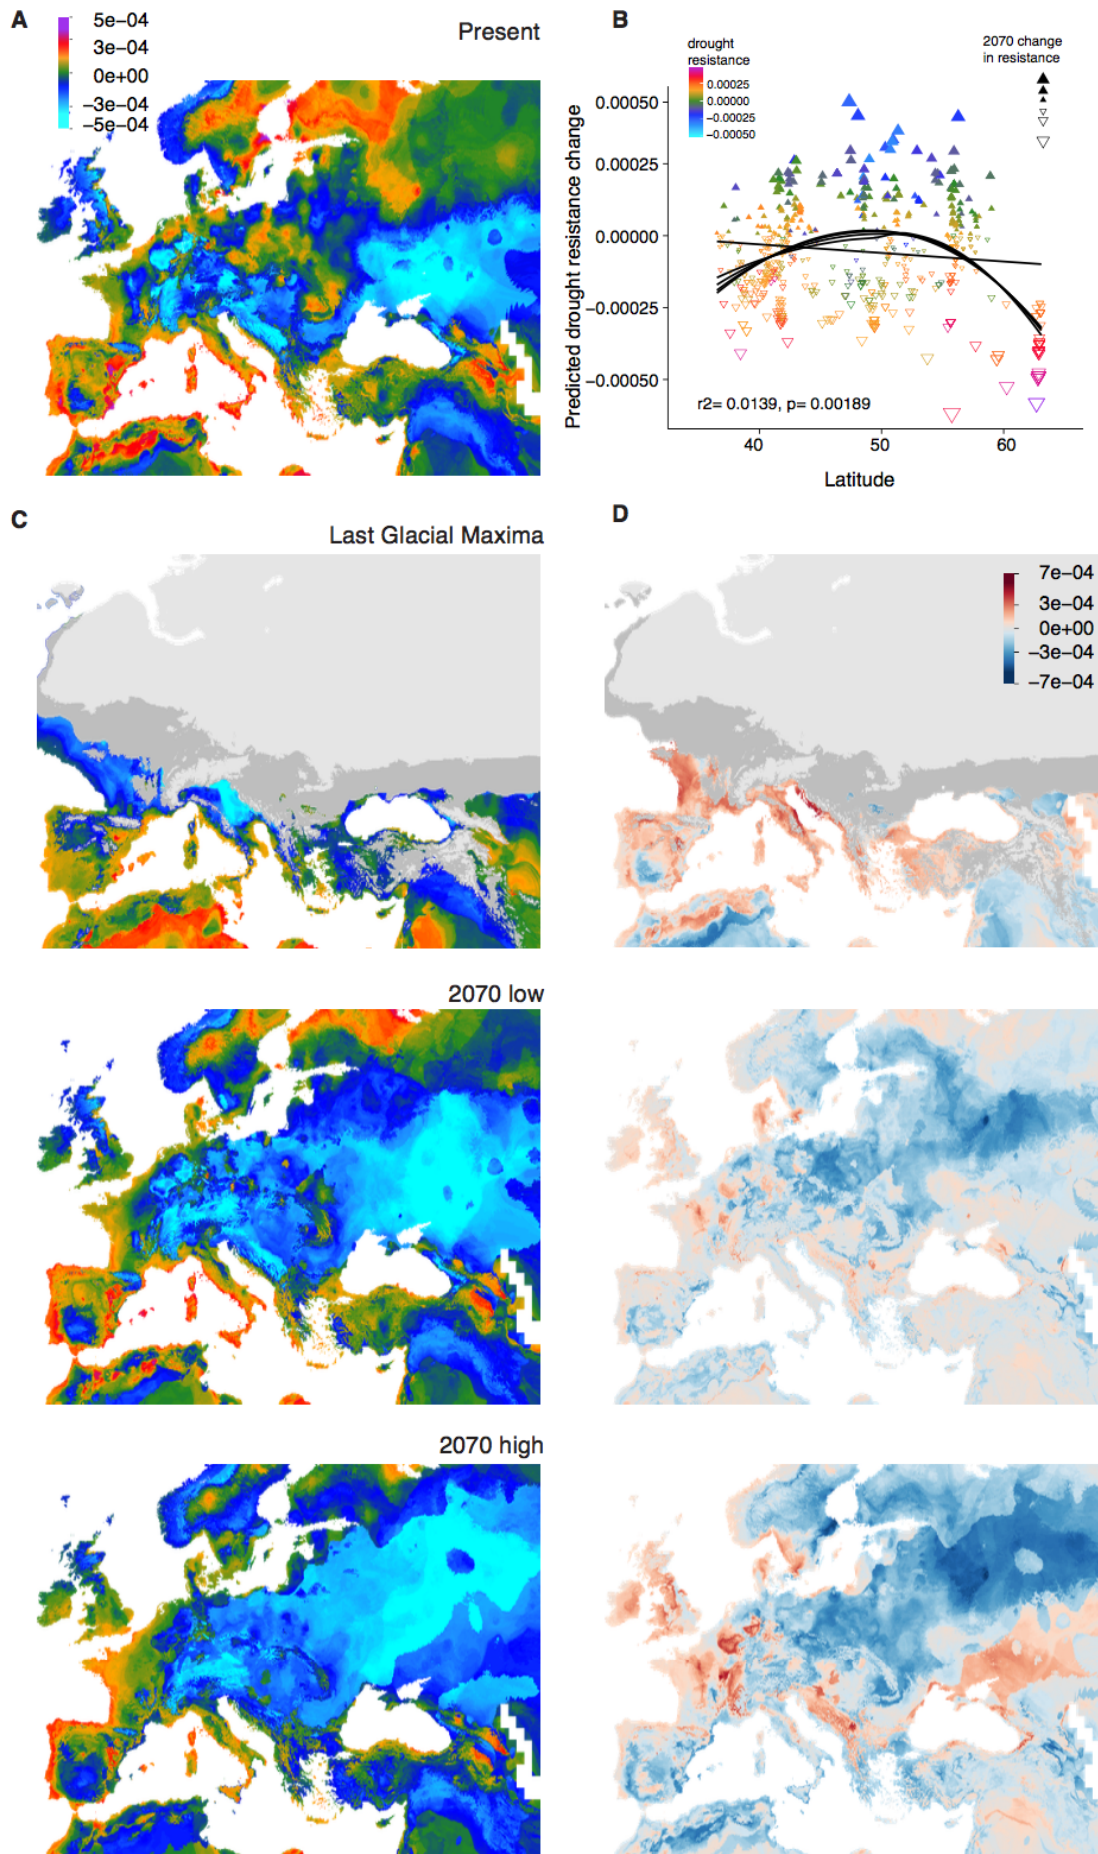 A
5e−04
3e−04
0e+00
−3e−04
−5e−04
Present
B
drought
resistance
0.00025
0.00000
−0.00025
−0.00050
2070 change
in resistance
Predicted drought resistance change
0.00050
0.00025
0.00000
−0.00025
−0.00050
r2= 0.0139, p= 0.00189
40
50
60
Latitude
C
Last Glacial Maxima
D
7e−04
3e−04
0e+00
−3e−04
−7e−04
2070 low
2070 high